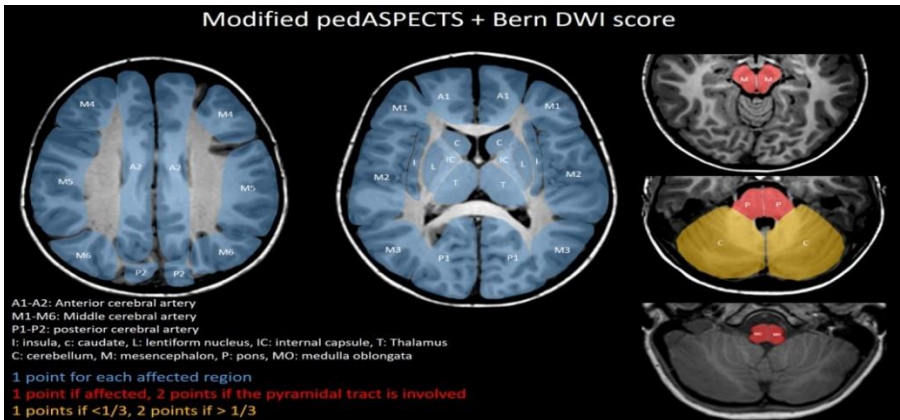 Modified pedASPECTS + Bern DWI score
M4 M4
A2 A2
M5 M5
M6 M6
P2 P2
A1 A1
M1 M1
C C
I L IC IC L I
M2 T T M2
M3 M3
P1 P1
M M
P P
C C
MO MO
A1-A2: Anterior cerebral artery
M1-M6: Middle cerebral artery
P1-P2: posterior cerebral artery
I: insula, c: caudate, L: lentiform nucleus, IC: internal capsule, T: Thalamus
C: cerebellum, M: mesencephalon, P: pons, MO: medulla oblongata
1 point for each affected region
1 point if affected, 2 points if the pyramidal tract is involved
1 points if <1/3, 2 points if > 1/3